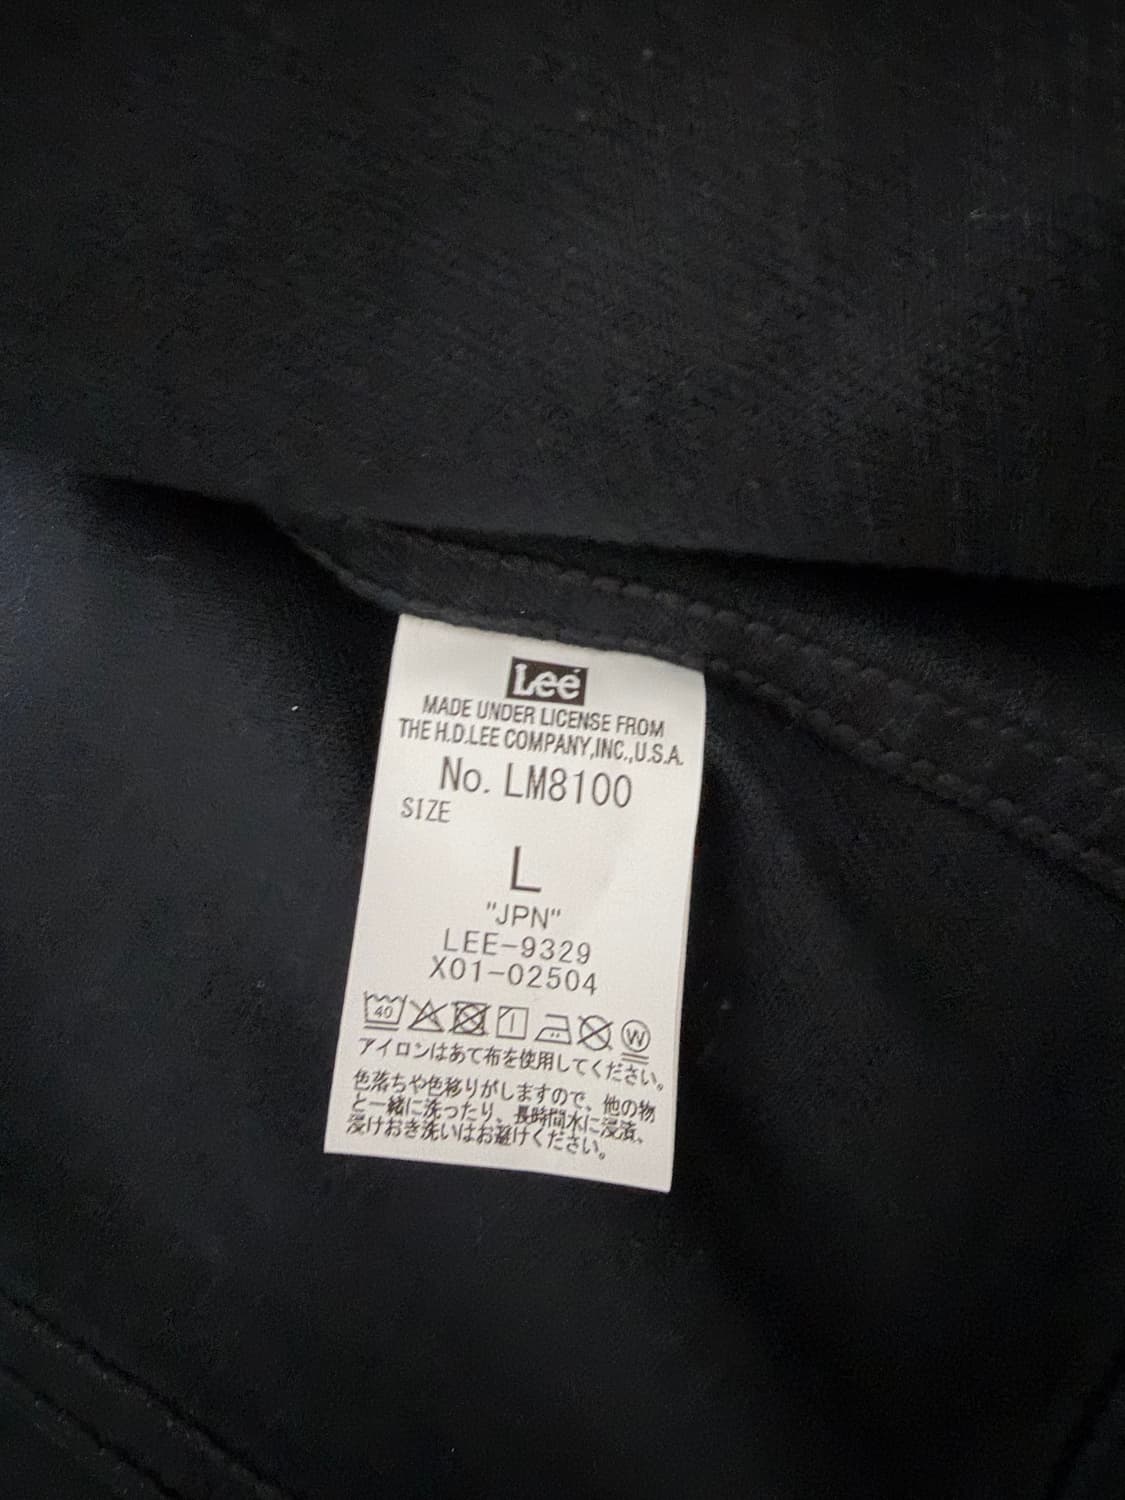 Lee
MADE UNDER LICENSE FROM
THE H.D.LEE COMPANY,INC.,U.S.A.
No. LM8100
SIZE
L
"JPN"
LEE-9329
X01-02504
40 W
アイロンはあて布を使用してください。
色落ちや色移りがしますので、他の物
と一緒に洗ったり、長時間水に浸漬、
浸けおき洗いはお避けください。